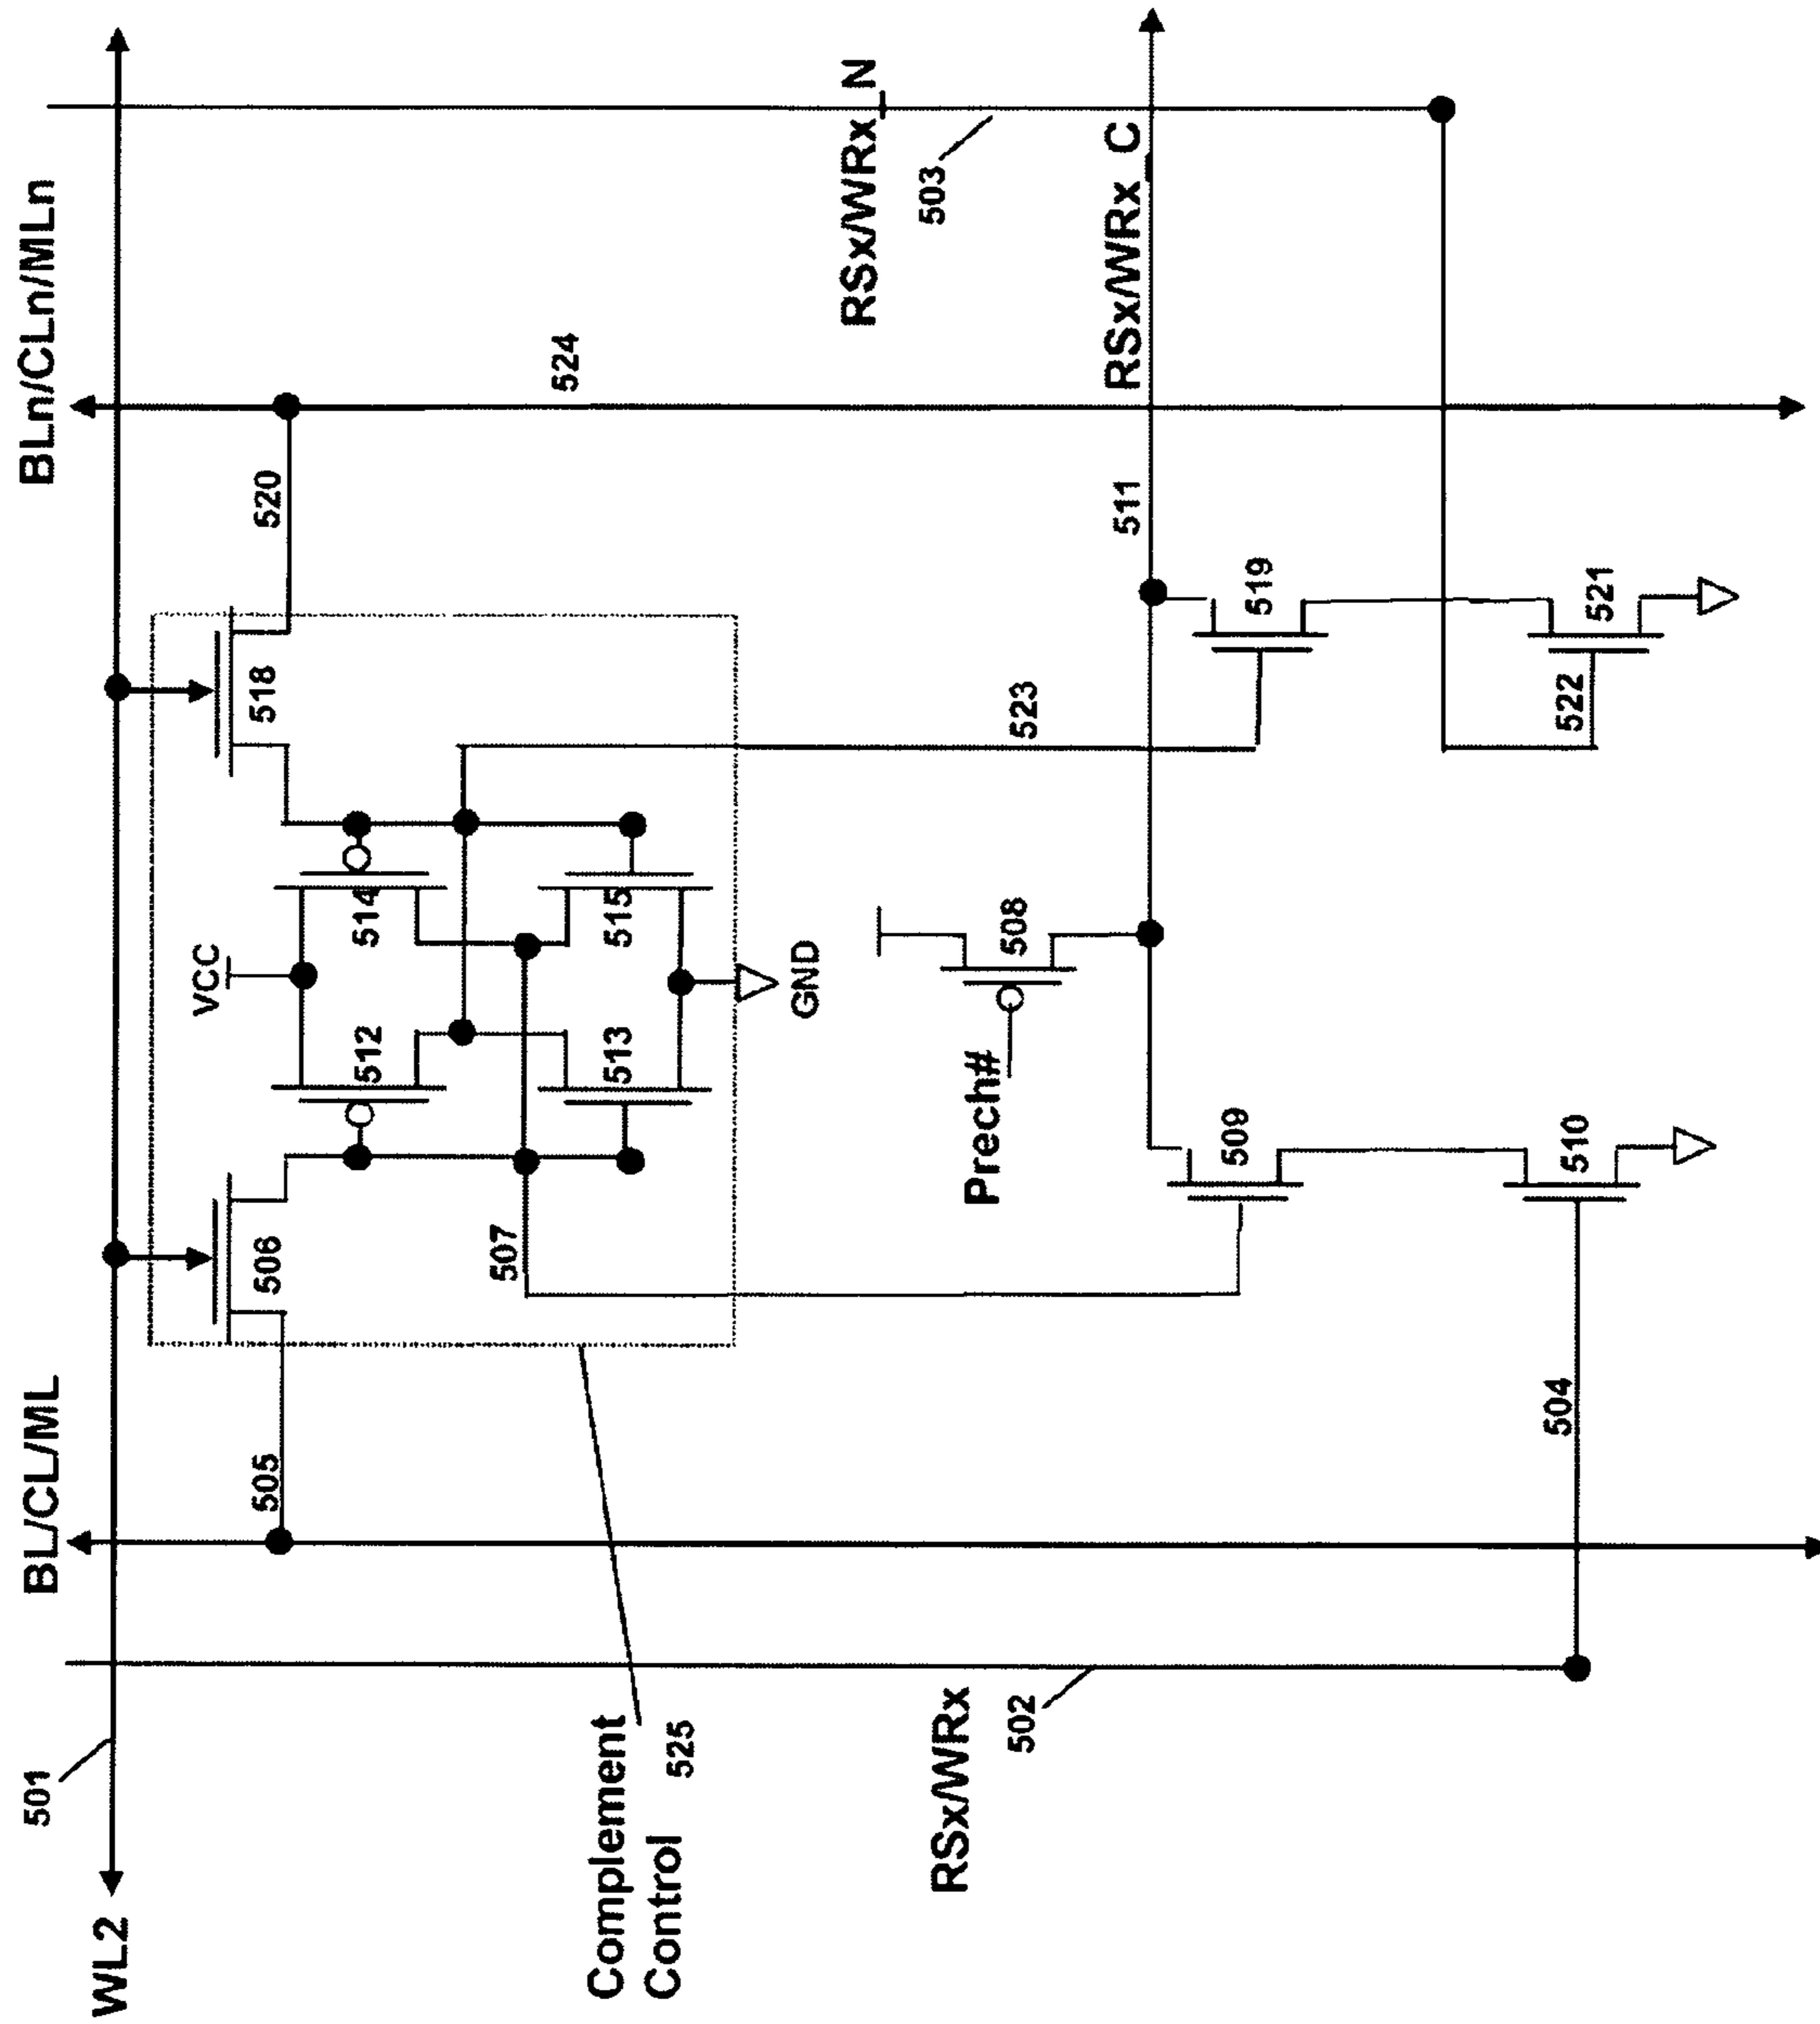 WL2
501
BL/CL/ML
BLn/CLn/MLn
505
506
518
520
VCC
512
514
507
513
515
GND
524
Complement
Control
525
523
RSx/WRx_N
503
Prech#
508
RSx/WRx
502
511
RSx/WRx_C
509
519
504
510
522
521